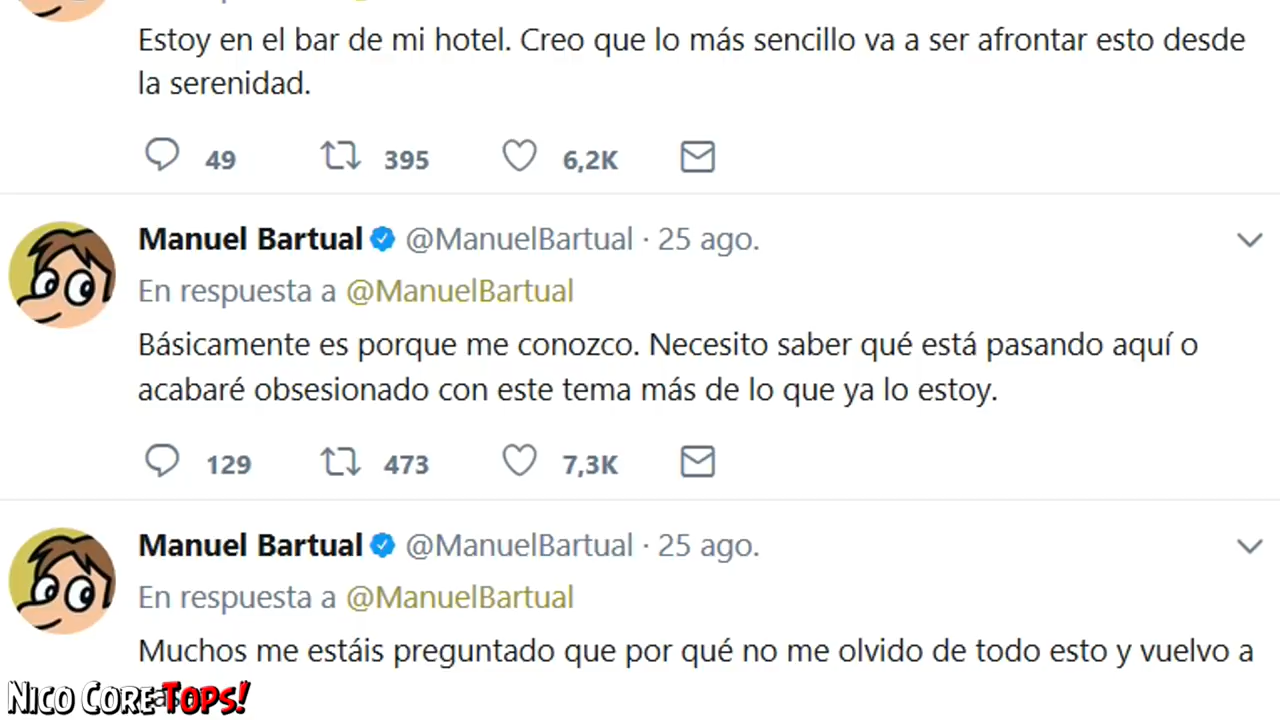 Estoy en el bar de mi hotel. Creo que lo más sencillo va a ser afrontar esto desde
la serenidad.
49 395 6,2K
Manuel Bartual @ManuelBartual · 25 ago.
En respuesta a @ManuelBartual
Básicamente es porque me conozco. Necesito saber qué está pasando aquí o
acabaré obsesionado con este tema más de lo que ya lo estoy.
129 473 7,3K
Manuel Bartual @ManuelBartual · 25 ago.
En respuesta a @ManuelBartual
Muchos me estáis preguntado que por qué no me olvido de todo esto y vuelvo a
Nico Core Tops!